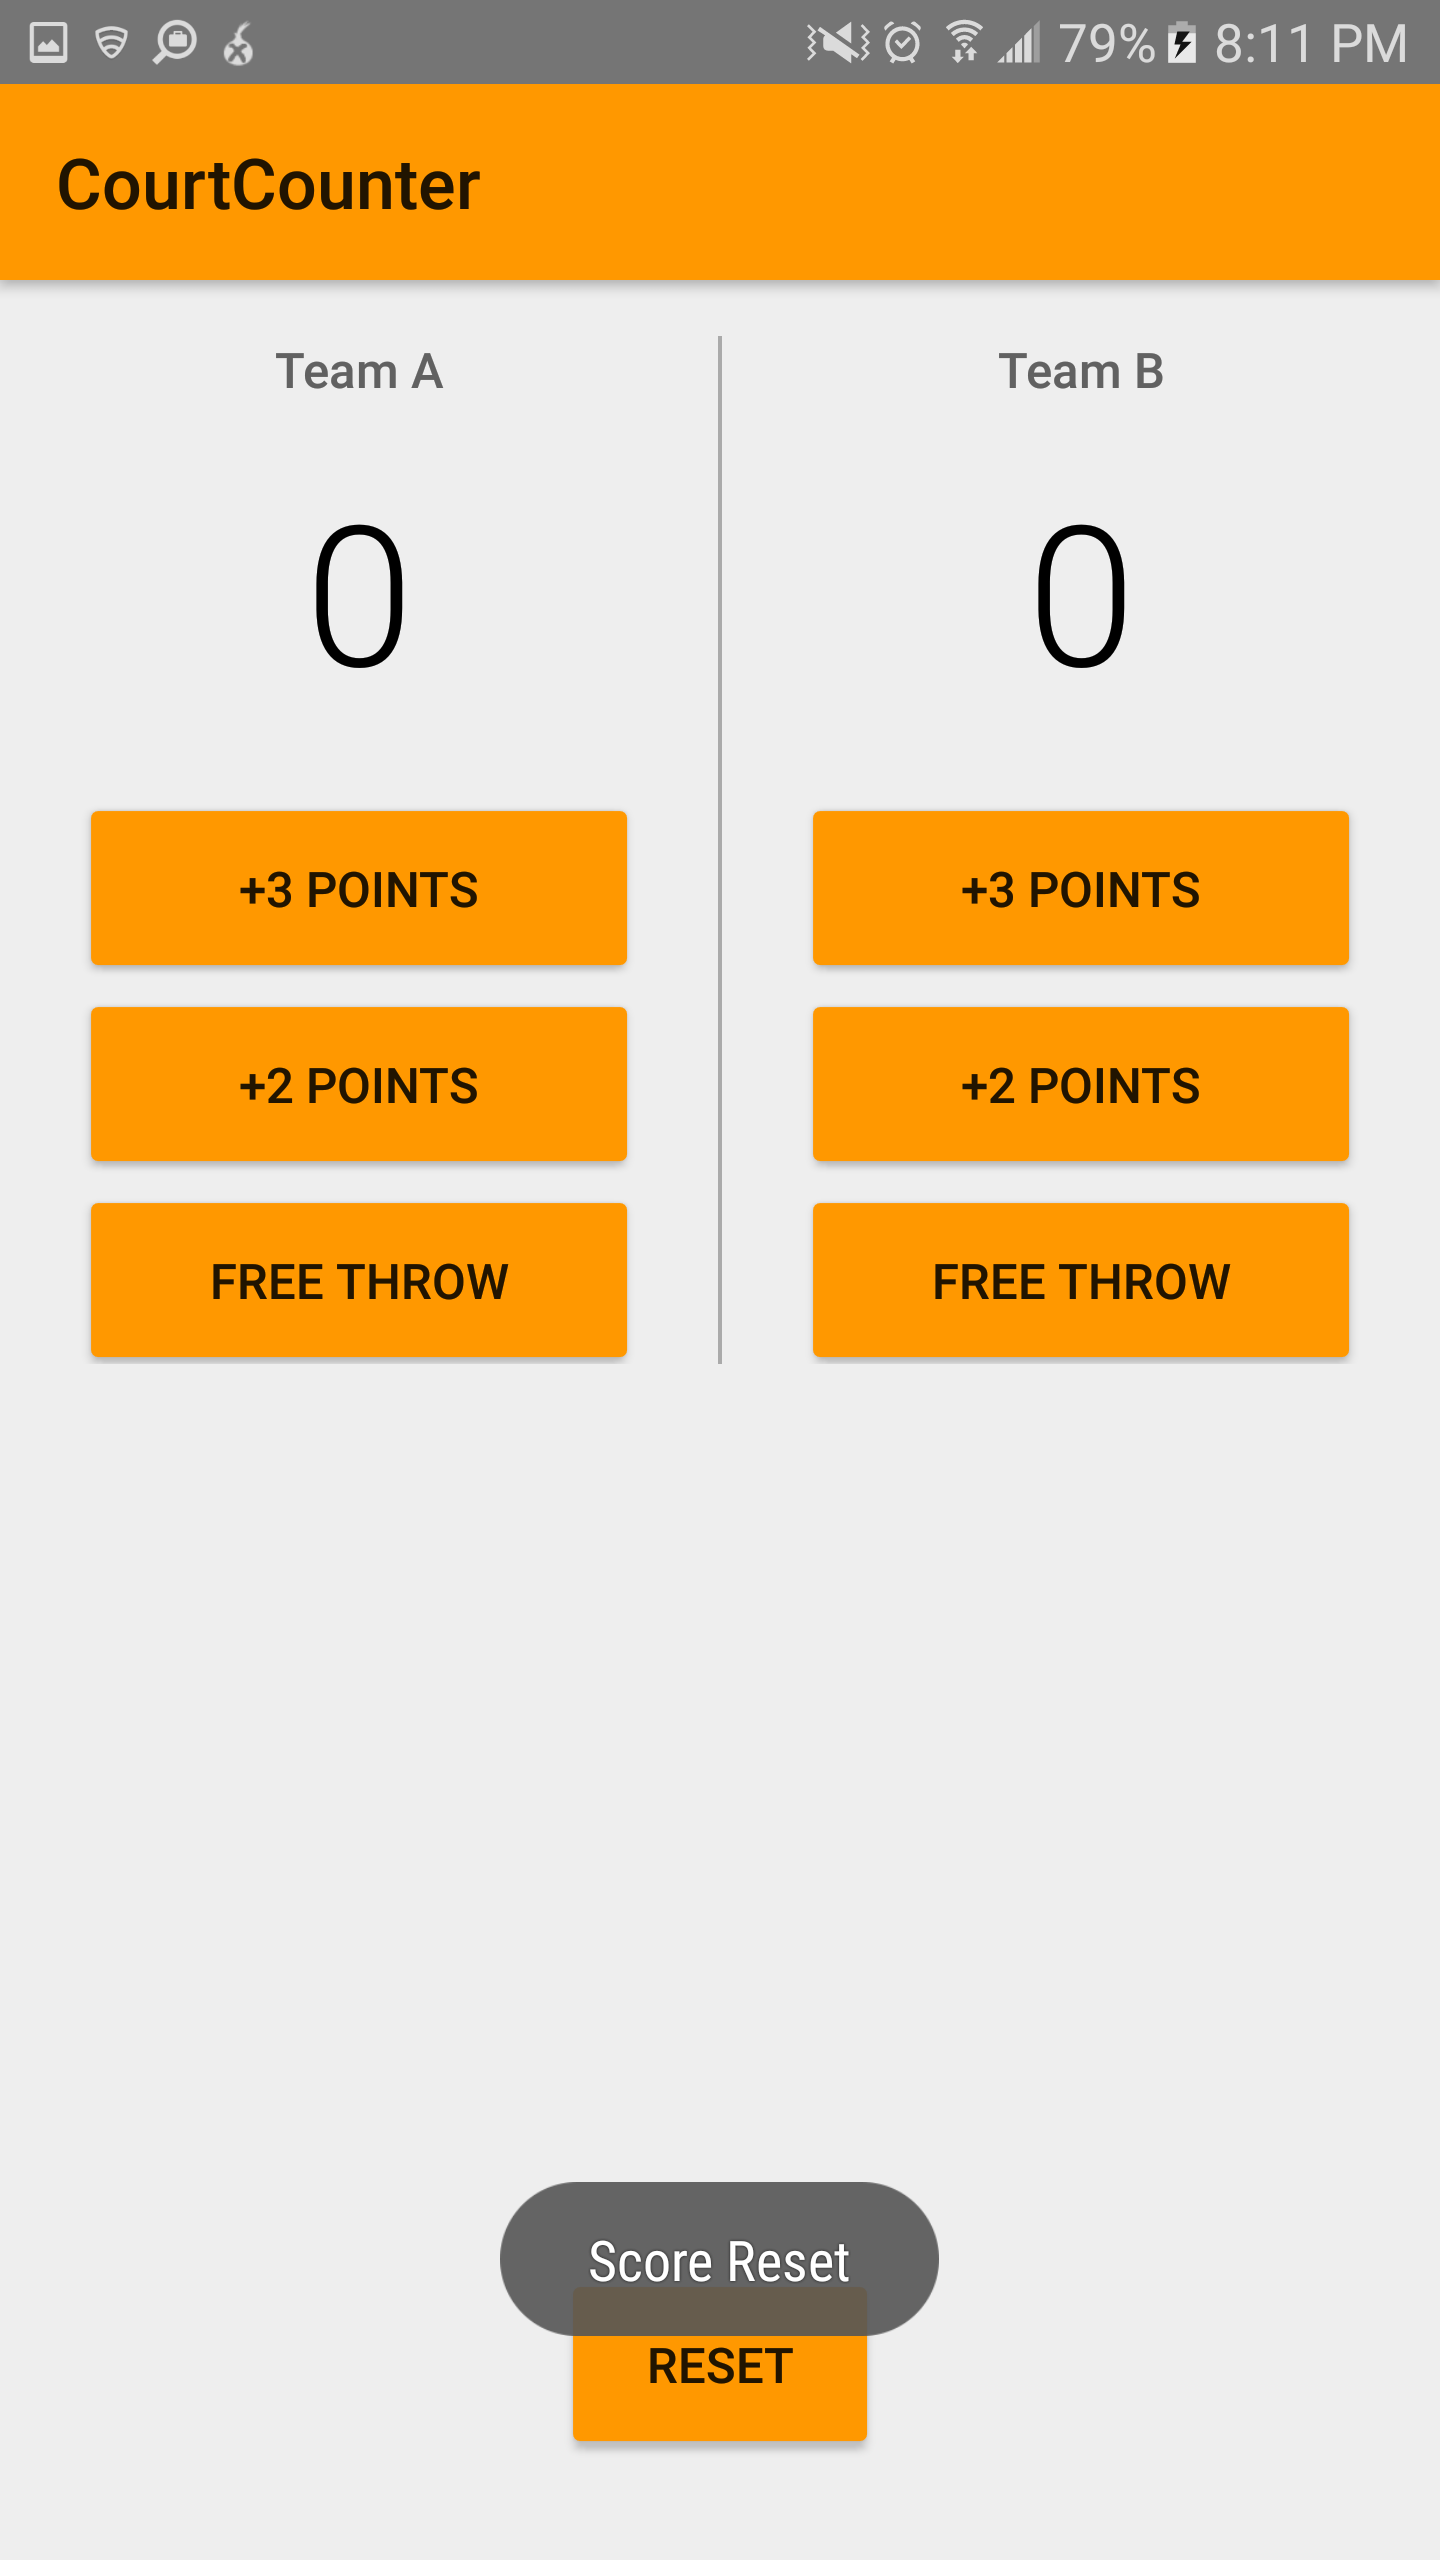 79% 8:11 PM
CourtCounter
Team A
Team B
0
0
+3 POINTS
+3 POINTS
+2 POINTS
+2 POINTS
FREE THROW
FREE THROW
Score Reset
RESET